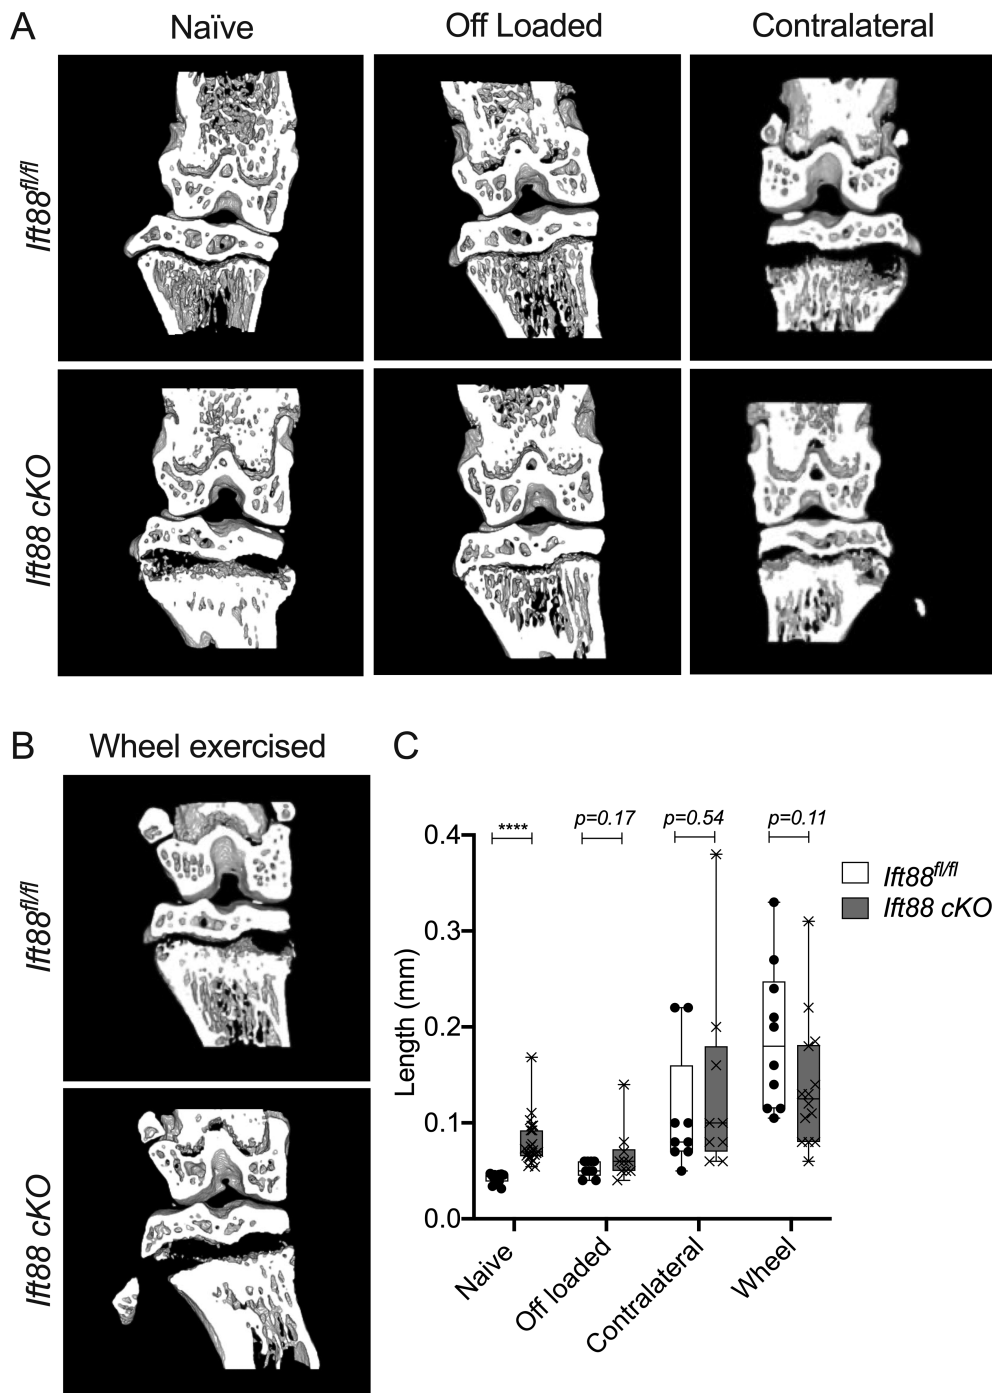 A
Naïve
Off Loaded
Contralateral
Ift88fl/fl
Ift88 cKO
B
Wheel exercised
Ift88fl/fl
Ift88 cKO
C
Length (mm)
0.4
0.3
0.2
0.1
0.0
****
p=0.17
p=0.54
p=0.11
Naïve
Off loaded
Contralateral
Wheel
Ift88fl/fl
Ift88 cKO